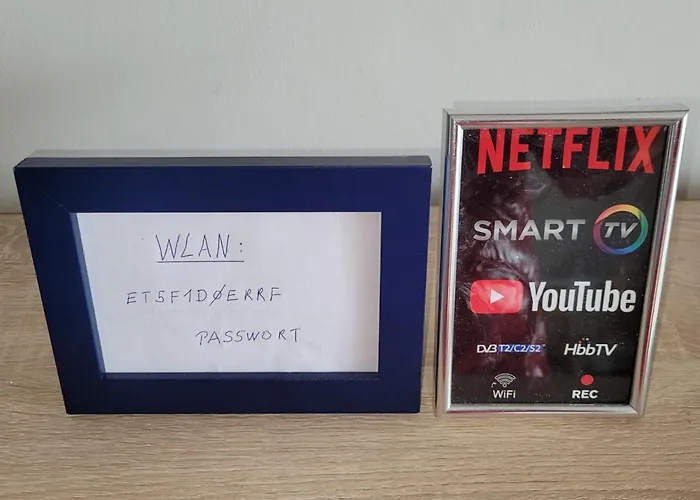 WLAN:
ET5F1DØERRF
PASSWORT
NETFLIX
SMART TV
YouTube
DVB T2/C2/S2
HbbTV
WiFi
REC